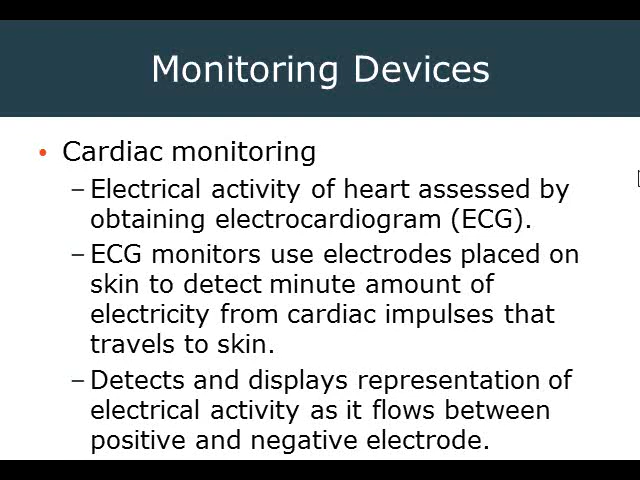 Monitoring Devices
• Cardiac monitoring
– Electrical activity of heart assessed by
obtaining electrocardiogram (ECG).
– ECG monitors use electrodes placed on
skin to detect minute amount of
electricity from cardiac impulses that
travels to skin.
– Detects and displays representation of
electrical activity as it flows between
positive and negative electrode.